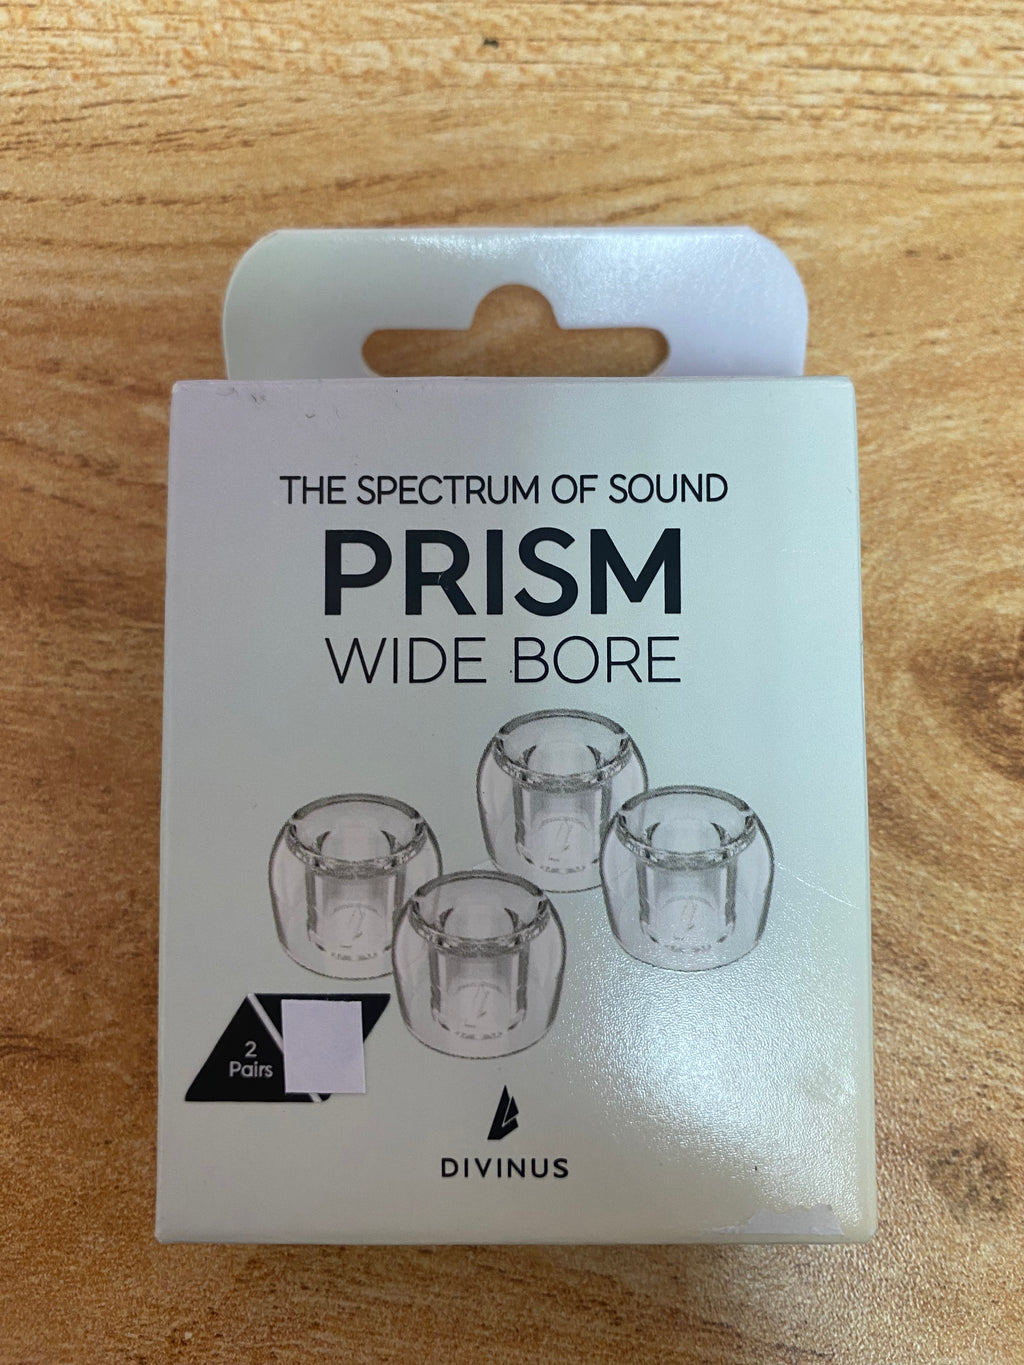 THE SPECTRUM OF SOUND
PRISM
WIDE BORE
2
Pairs
DIVINUS